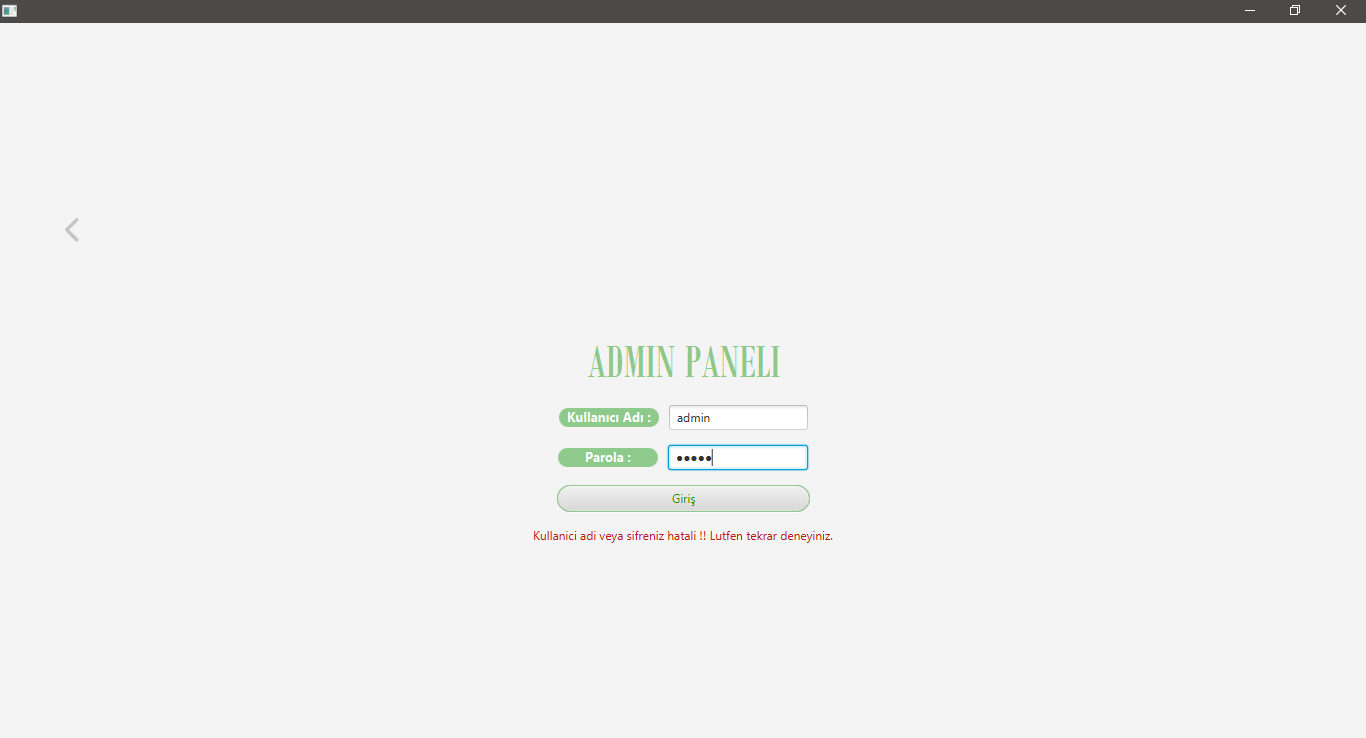 ADMIN PANELI
Kullanıcı Adı : admin
Parola : •••••
Giriş
Kullanici adi veya sifreniz hatali !! Lutfen tekrar deneyiniz.